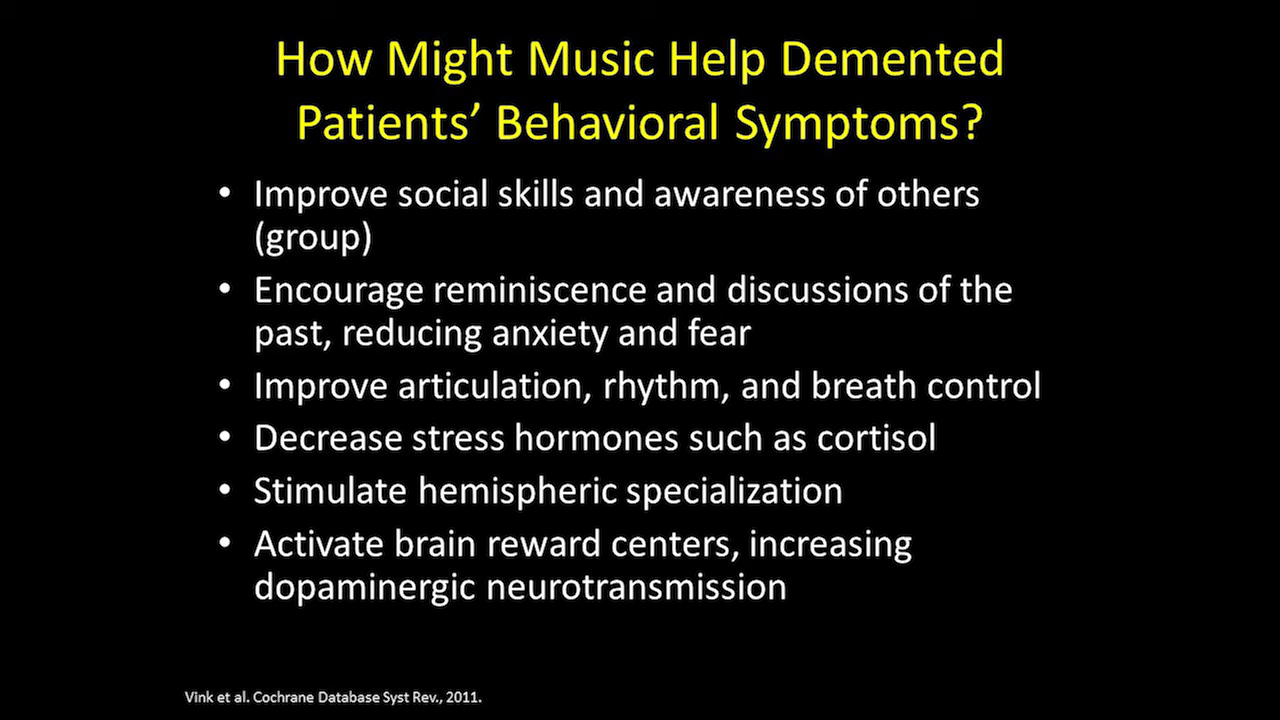 How Might Music Help Demented
Patients’ Behavioral Symptoms?
• Improve social skills and awareness of others
(group)
• Encourage reminiscence and discussions of the
past, reducing anxiety and fear
• Improve articulation, rhythm, and breath control
• Decrease stress hormones such as cortisol
• Stimulate hemispheric specialization
• Activate brain reward centers, increasing
dopaminergic neurotransmission
Vink et al. Cochrane Database Syst Rev., 2011.